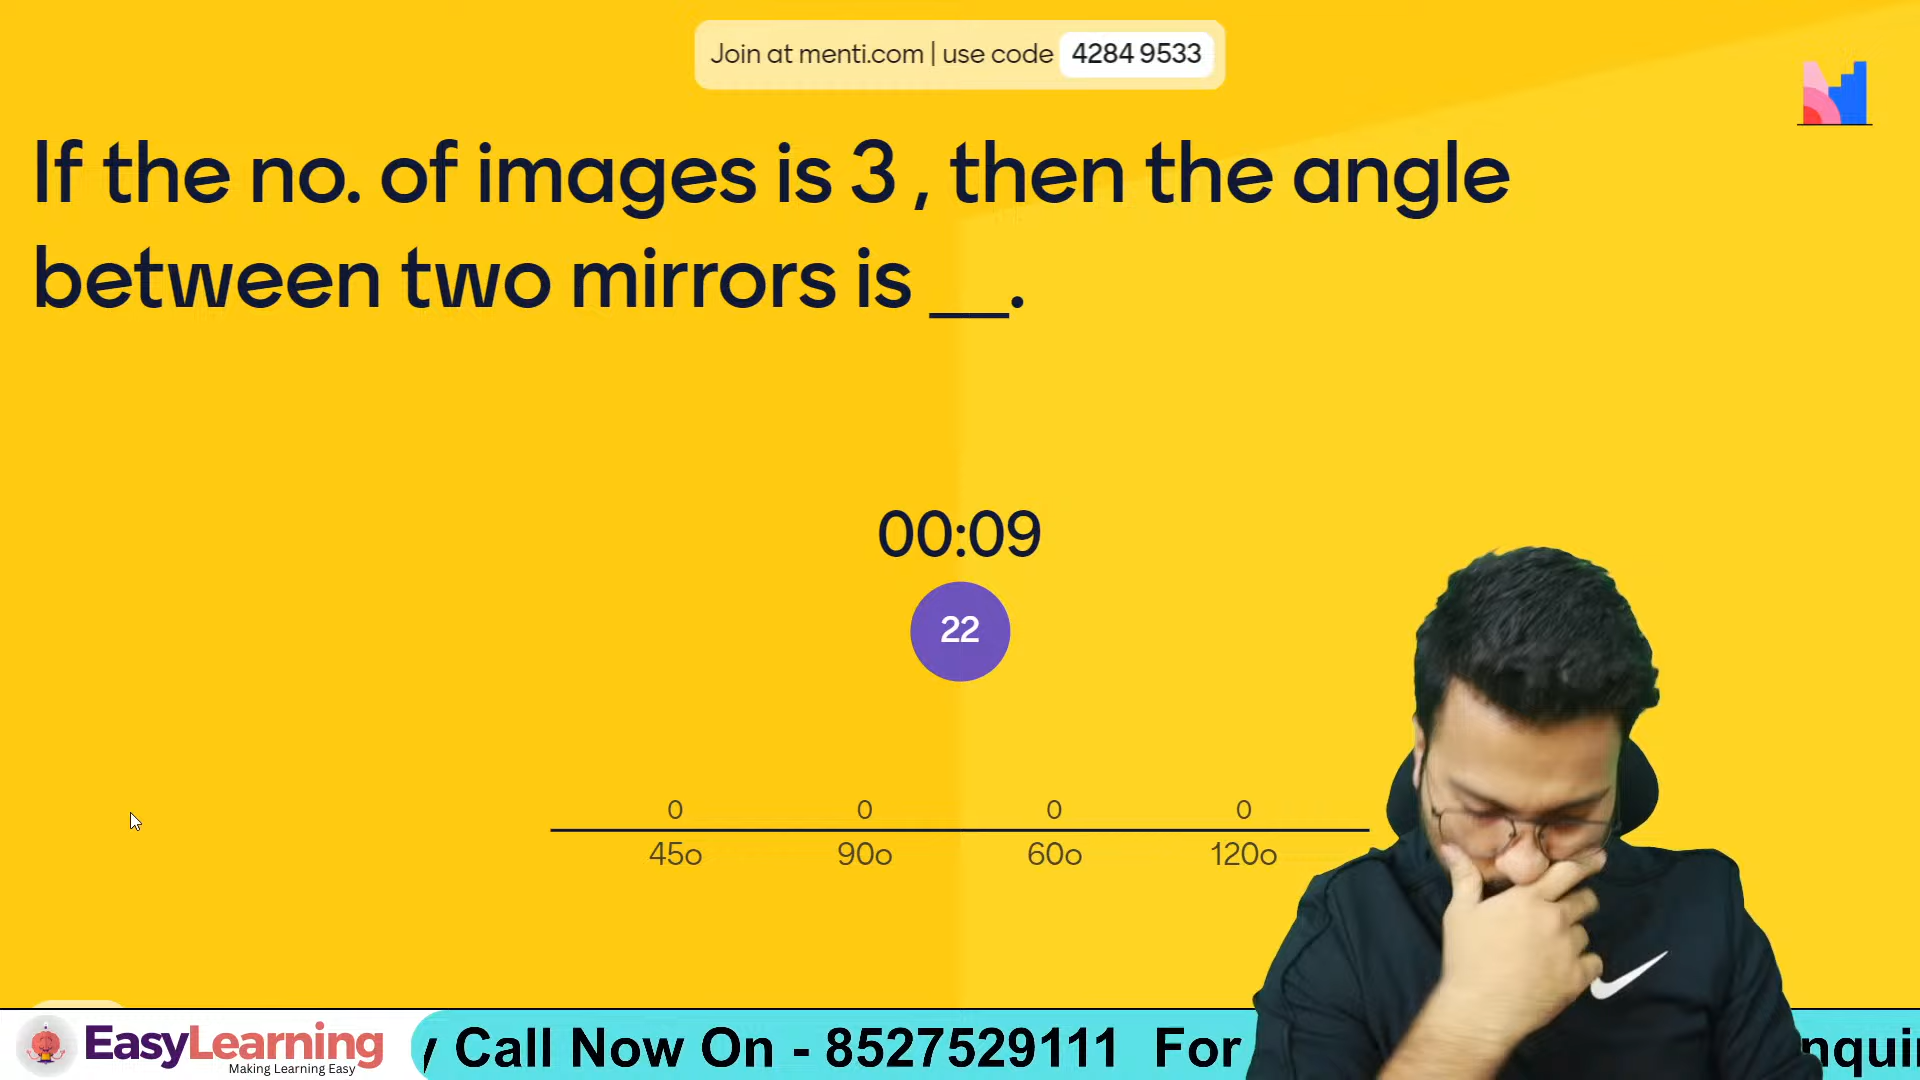 Join at menti.com | use code 4284 9533
If the no. of images is 3 , then the angle
between two mirrors is __.
00:09
22
0 0 0 0
45o 90o 60o 120o
EasyLearning
Making Learning Easy
y Call Now On - 8527529111 For